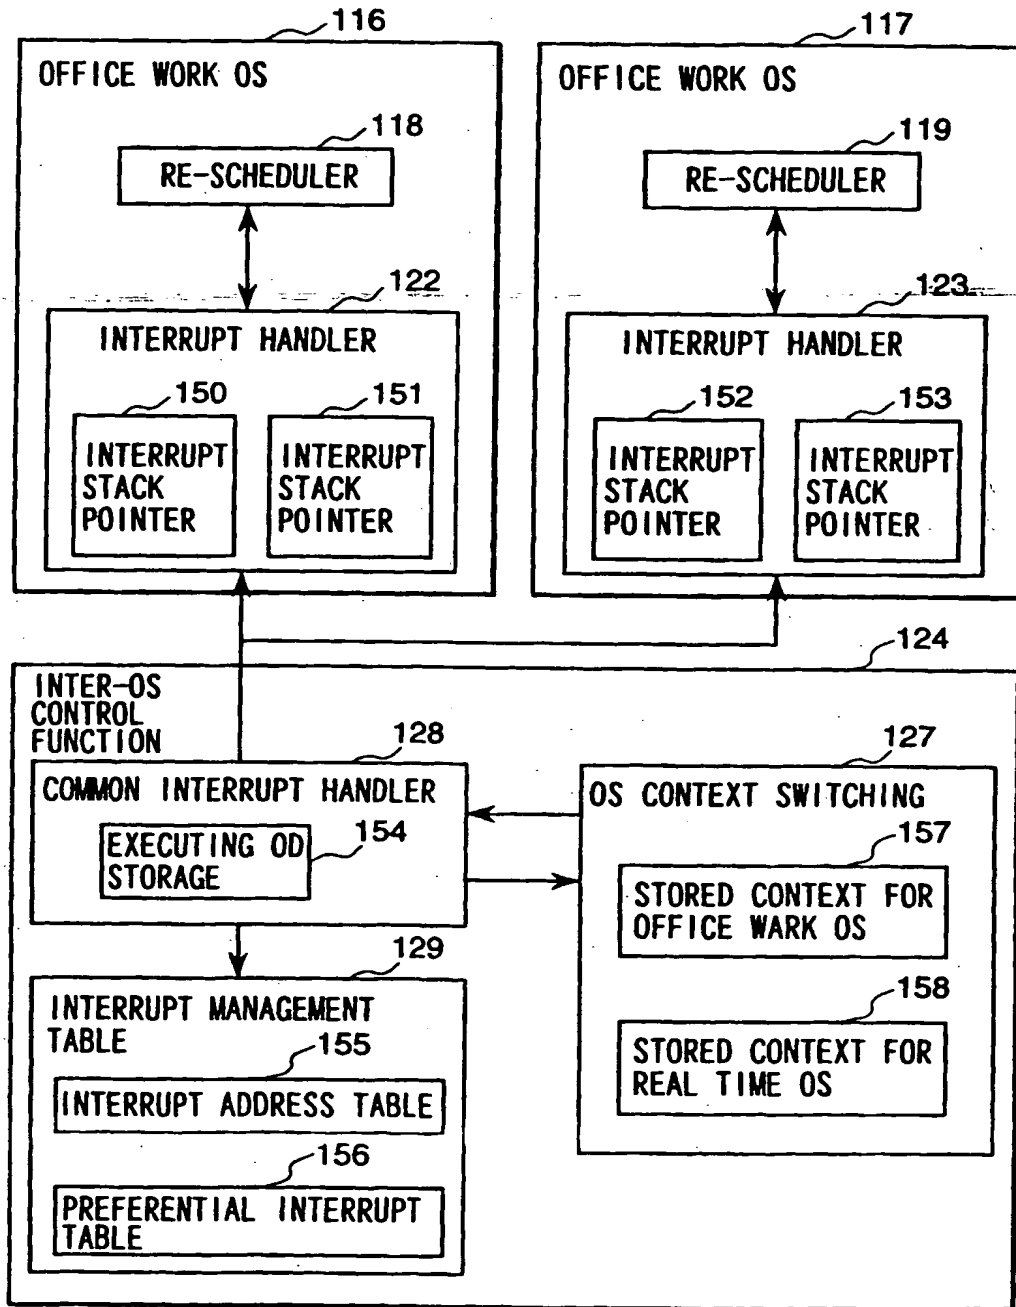 116
OFFICE WORK OS
118
RE-SCHEDULER
122
INTERRUPT HANDLER
150
INTERRUPT
STACK
POINTER
151
INTERRUPT
STACK
POINTER
117
OFFICE WORK OS
119
RE-SCHEDULER
123
INTERRUPT HANDLER
152
INTERRUPT
STACK
POINTER
153
INTERRUPT
STACK
POINTER
124
INTER-OS
CONTROL
FUNCTION
128
COMMON INTERRUPT HANDLER
154
EXECUTING OD
STORAGE
127
OS CONTEXT SWITCHING
157
STORED CONTEXT FOR
OFFICE WARK OS
158
STORED CONTEXT FOR
REAL TIME OS
129
INTERRUPT MANAGEMENT
TABLE
155
INTERRUPT ADDRESS TABLE
156
PREFERENTIAL INTERRUPT
TABLE